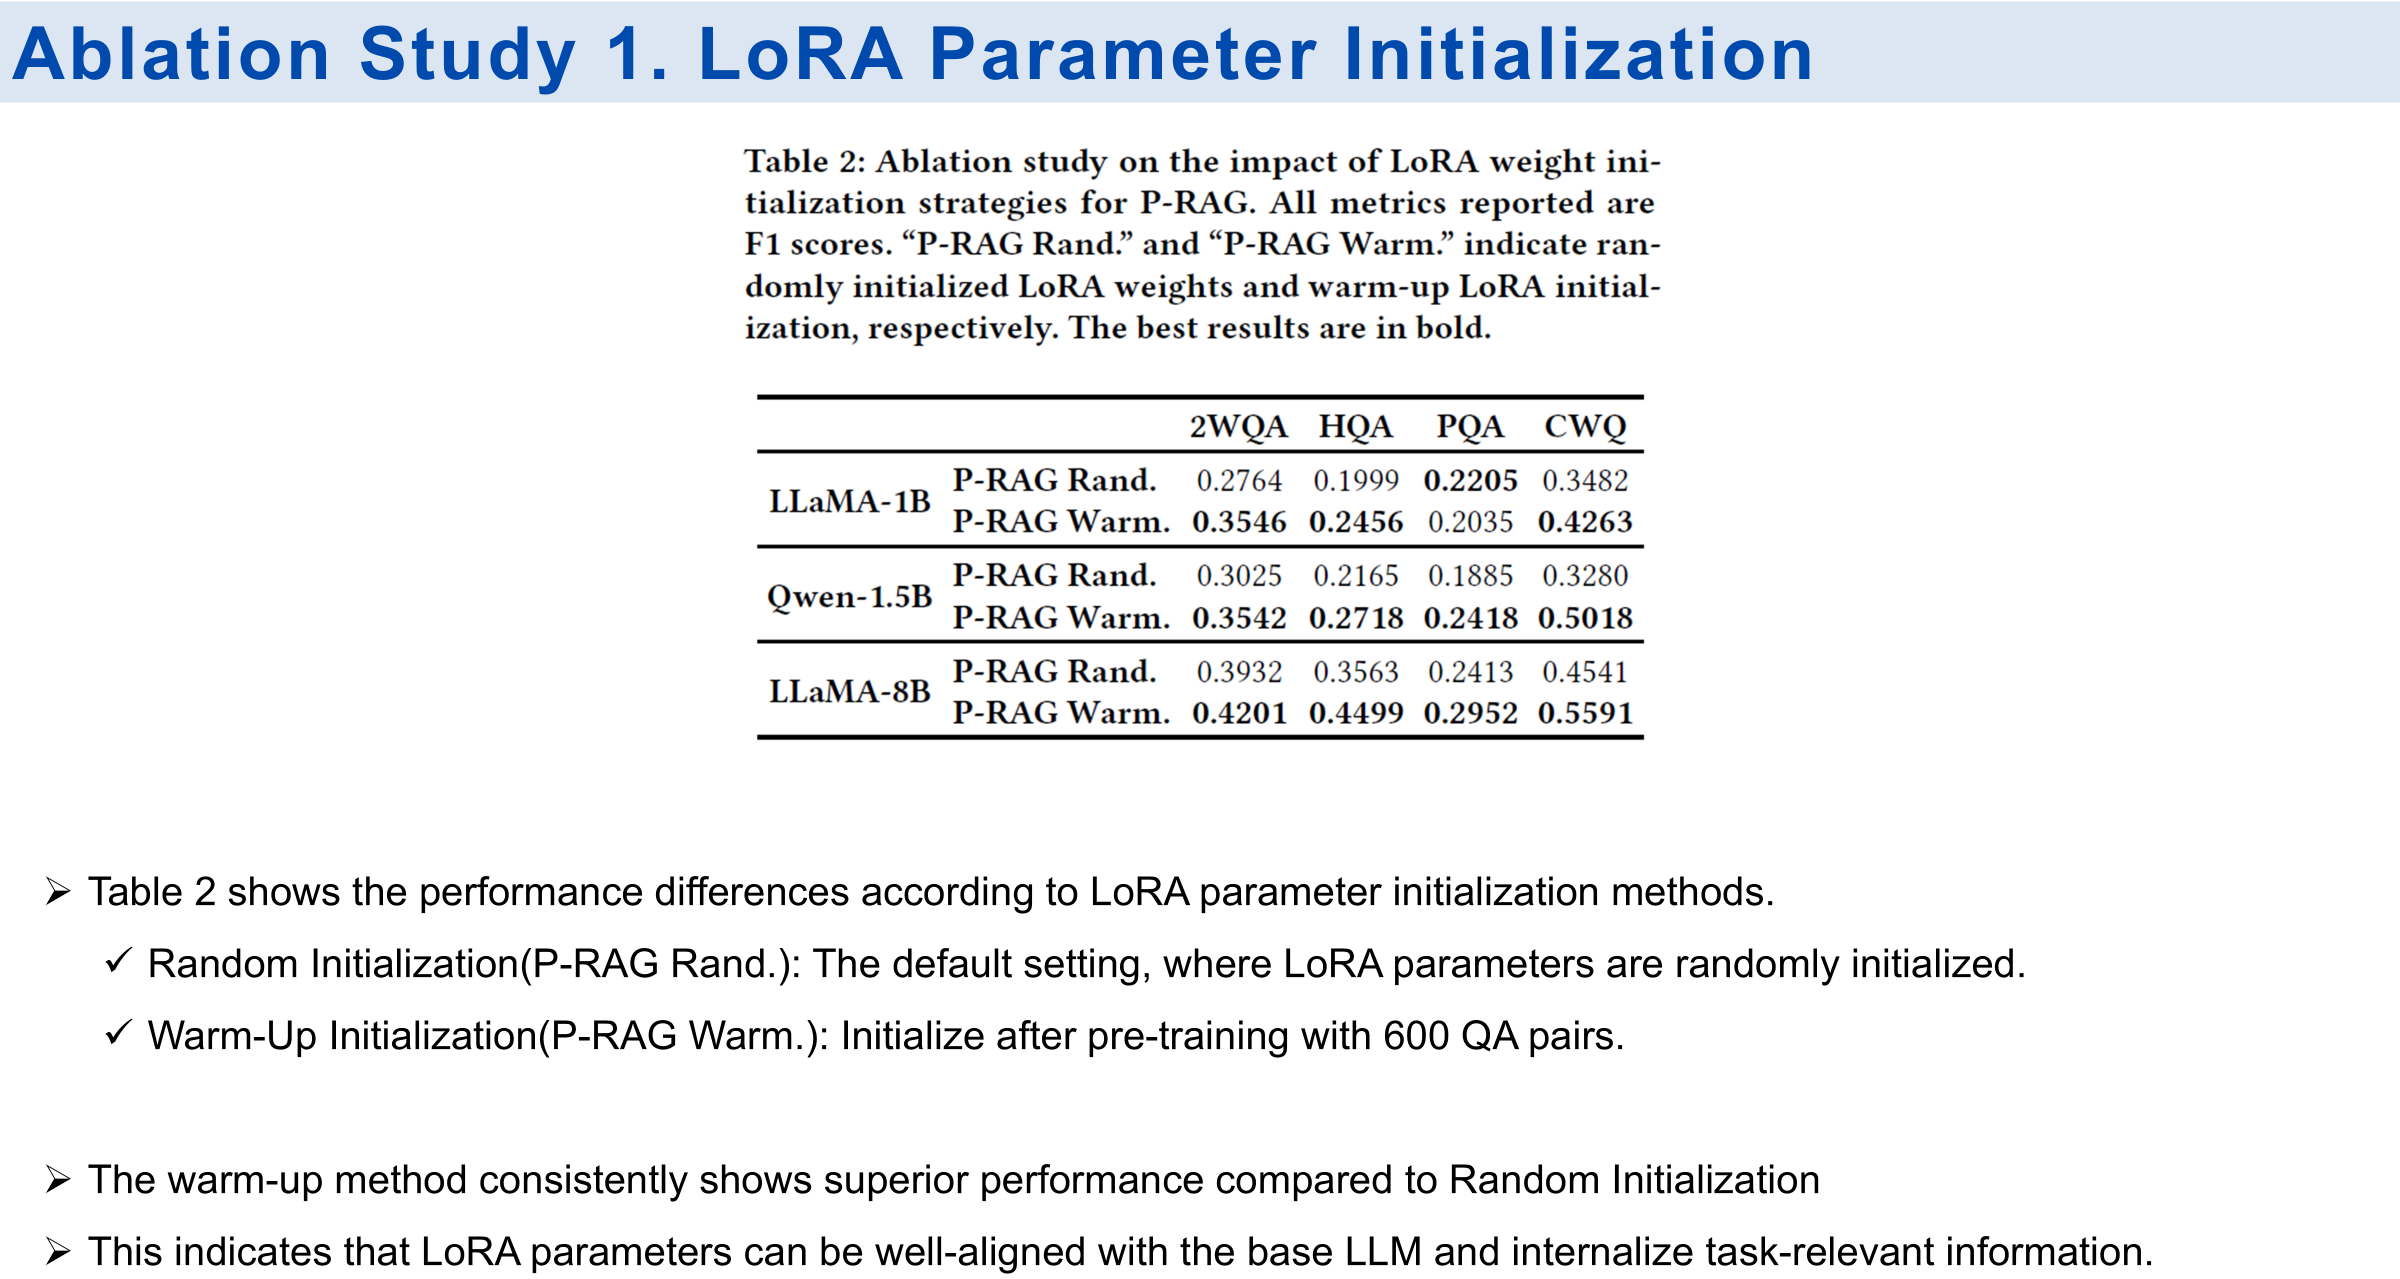 Ablation Study 1. LoRA Parameter Initialization
Table 2: Ablation study on the impact of LoRA weight ini-
tialization strategies for P-RAG. All metrics reported are
F1 scores. “P-RAG Rand.” and “P-RAG Warm.” indicate ran-
domly initialized LoRA weights and warm-up LoRA initial-
ization, respectively. The best results are in bold.
2WQA HQA PQA CWQ
LLaMA-1B
P-RAG Rand. 0.2764 0.1999 0.2205 0.3482
P-RAG Warm. 0.3546 0.2456 0.2035 0.4263
Qwen-1.5B
P-RAG Rand. 0.3025 0.2165 0.1885 0.3280
P-RAG Warm. 0.3542 0.2718 0.2418 0.5018
LLaMA-8B
P-RAG Rand. 0.3932 0.3563 0.2413 0.4541
P-RAG Warm. 0.4201 0.4499 0.2952 0.5591
➢ Table 2 shows the performance differences according to LoRA parameter initialization methods.
✓ Random Initialization(P-RAG Rand.): The default setting, where LoRA parameters are randomly initialized.
✓ Warm-Up Initialization(P-RAG Warm.): Initialize after pre-training with 600 QA pairs.
➢ The warm-up method consistently shows superior performance compared to Random Initialization
➢ This indicates that LoRA parameters can be well-aligned with the base LLM and internalize task-relevant information.